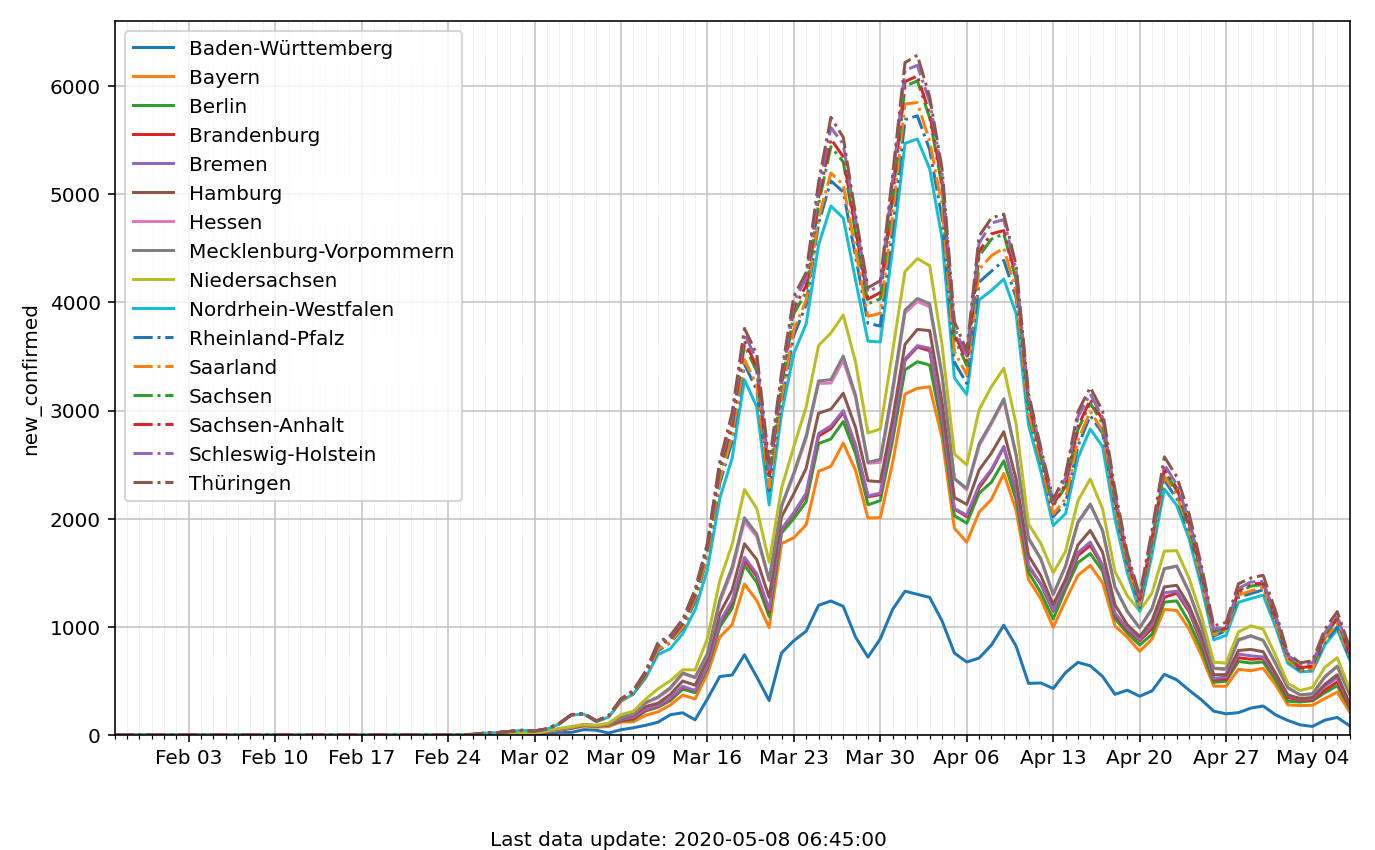 Baden-Württemberg
Bayern
Berlin
Brandenburg
Bremen
Hamburg
Hessen
Mecklenburg-Vorpommern
Niedersachsen
Nordrhein-Westfalen
Rheinland-Pfalz
Saarland
Sachsen
Sachsen-Anhalt
Schleswig-Holstein
Thüringen
new_confirmed
6000
5000
4000
3000
2000
1000
0
Feb 03 Feb 10 Feb 17 Feb 24 Mar 02 Mar 09 Mar 16 Mar 23 Mar 30 Apr 06 Apr 13 Apr 20 Apr 27 May 04
Last data update: 2020-05-08 06:45:00